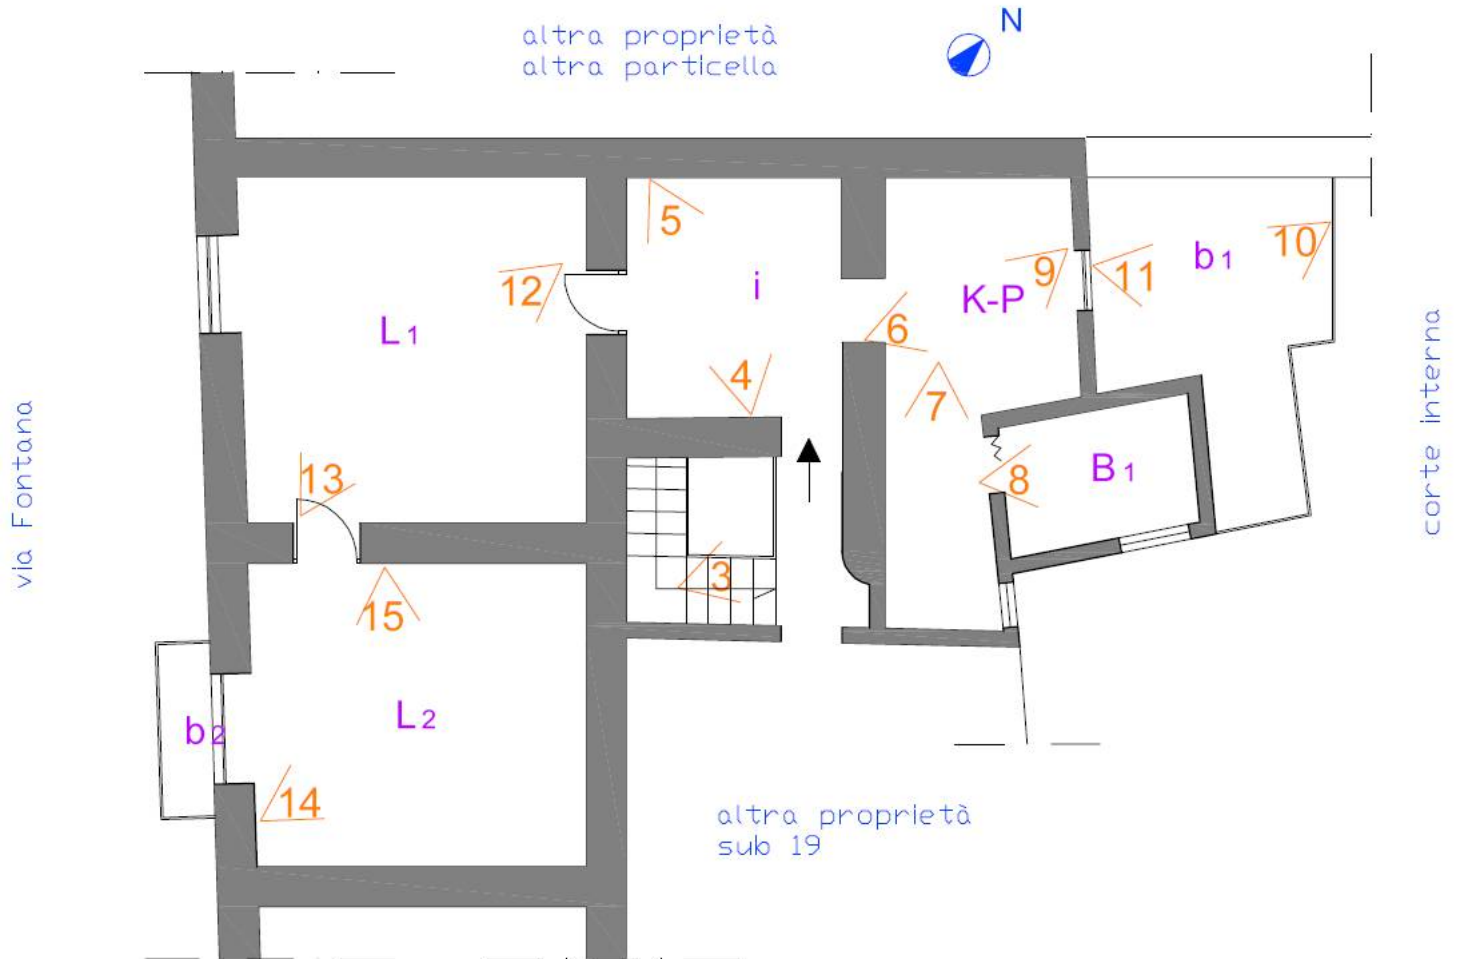 N
altra proprietà
altra particella
5
i
12
L1
4
6
7
9
K-P
11
b1
10
13
3
8
B1
via Fontana
corte interna
15
L2
b2
14
altra proprietà
sub 19